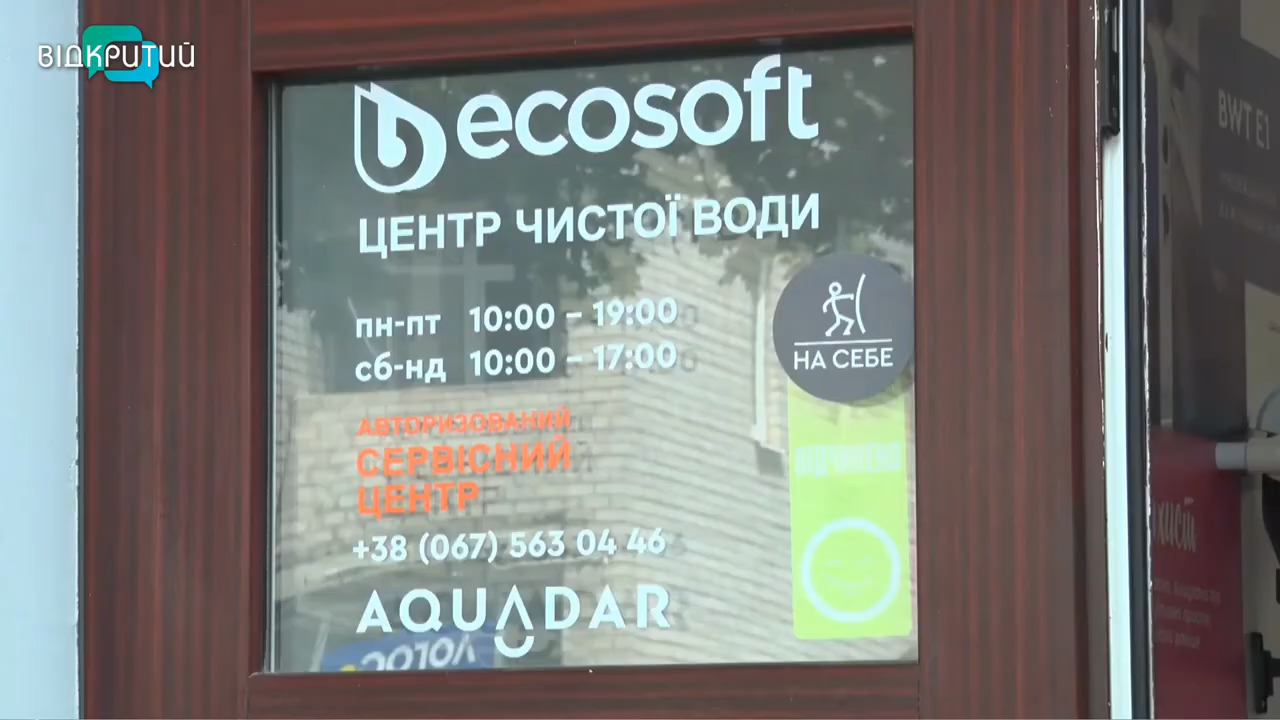 ВІДКРИТИЙ
ecosoft
ЦЕНТР ЧИСТОЇ ВОДИ
пн-пт 10:00 – 19:00
сб-нд 10:00 – 17:00
НА СЕБЕ
АВТОРИЗОВАНИЙ
СЕРВІСНИЙ
ЦЕНТР
ВІДЧИНЕНО
+38 (067) 563 04 46
AQUADAR
BWT E1